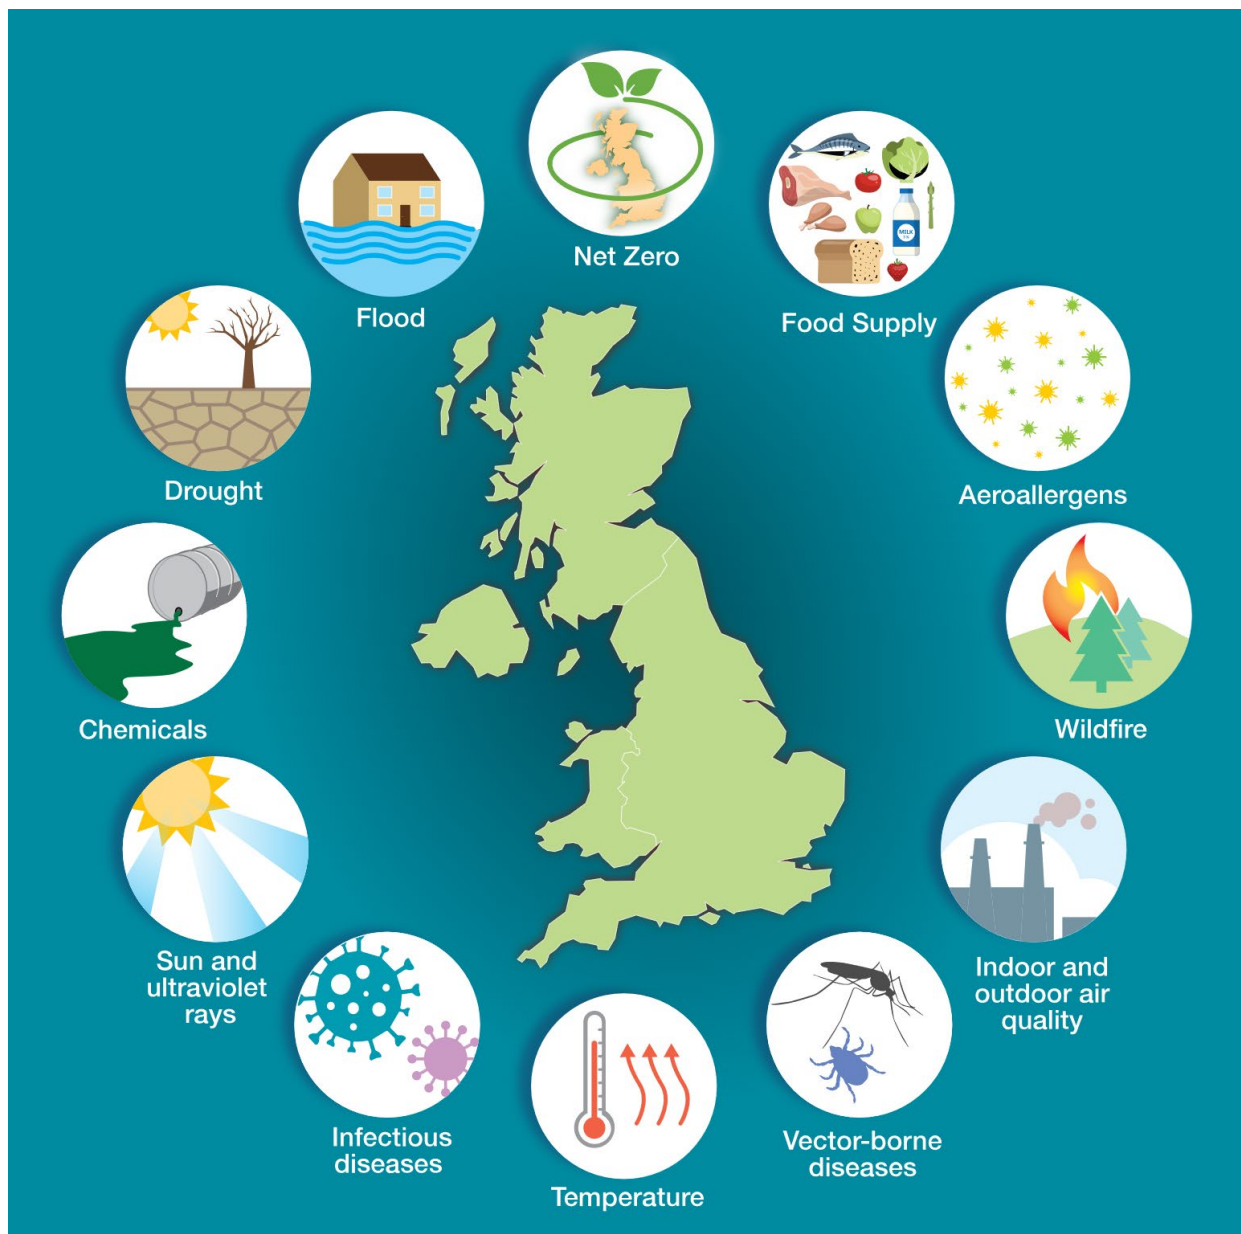 Net Zero
Food Supply
Aeroallergens
Wildfire
Indoor and
outdoor air
quality
Vector-borne
diseases
Temperature
Infectious
diseases
Sun and
ultraviolet
rays
Chemicals
Drought
Flood
MILK